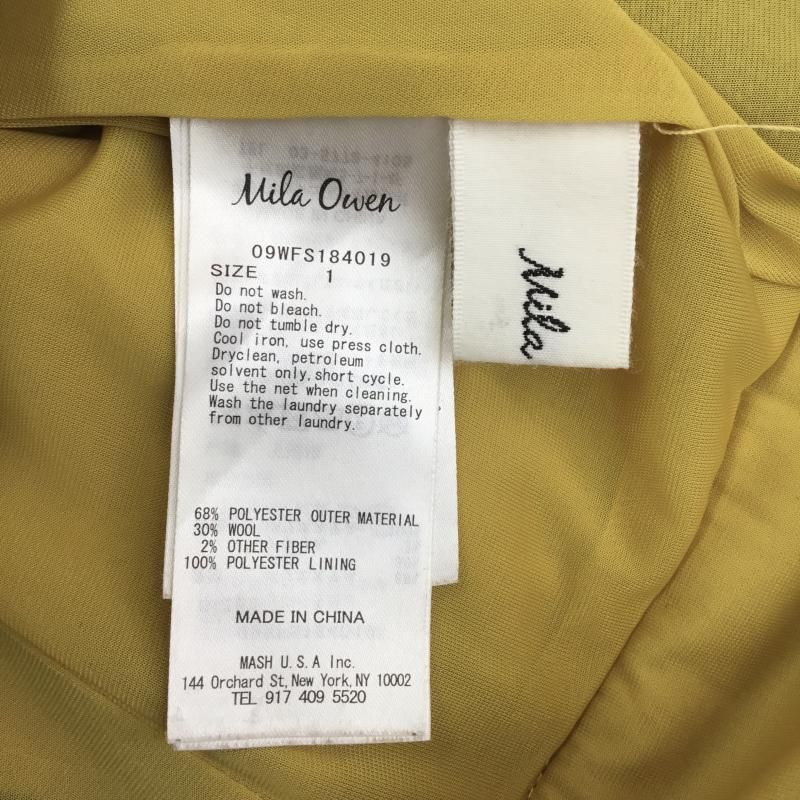 Mila Owen
09WFS184019
SIZE 1
Do not wash.
Do not bleach.
Do not tumble dry.
Cool iron, use press cloth.
Dryclean, petroleum
solvent only, short cycle.
Use the net when cleaning.
Wash the laundry separately
from other laundry.
68% POLYESTER OUTER MATERIAL
30% WOOL
2% OTHER FIBER
100% POLYESTER LINING
MADE IN CHINA
MASH U.S.A Inc.
144 Orchard St, New York, NY 10002
TEL 917 409 5520
Mila